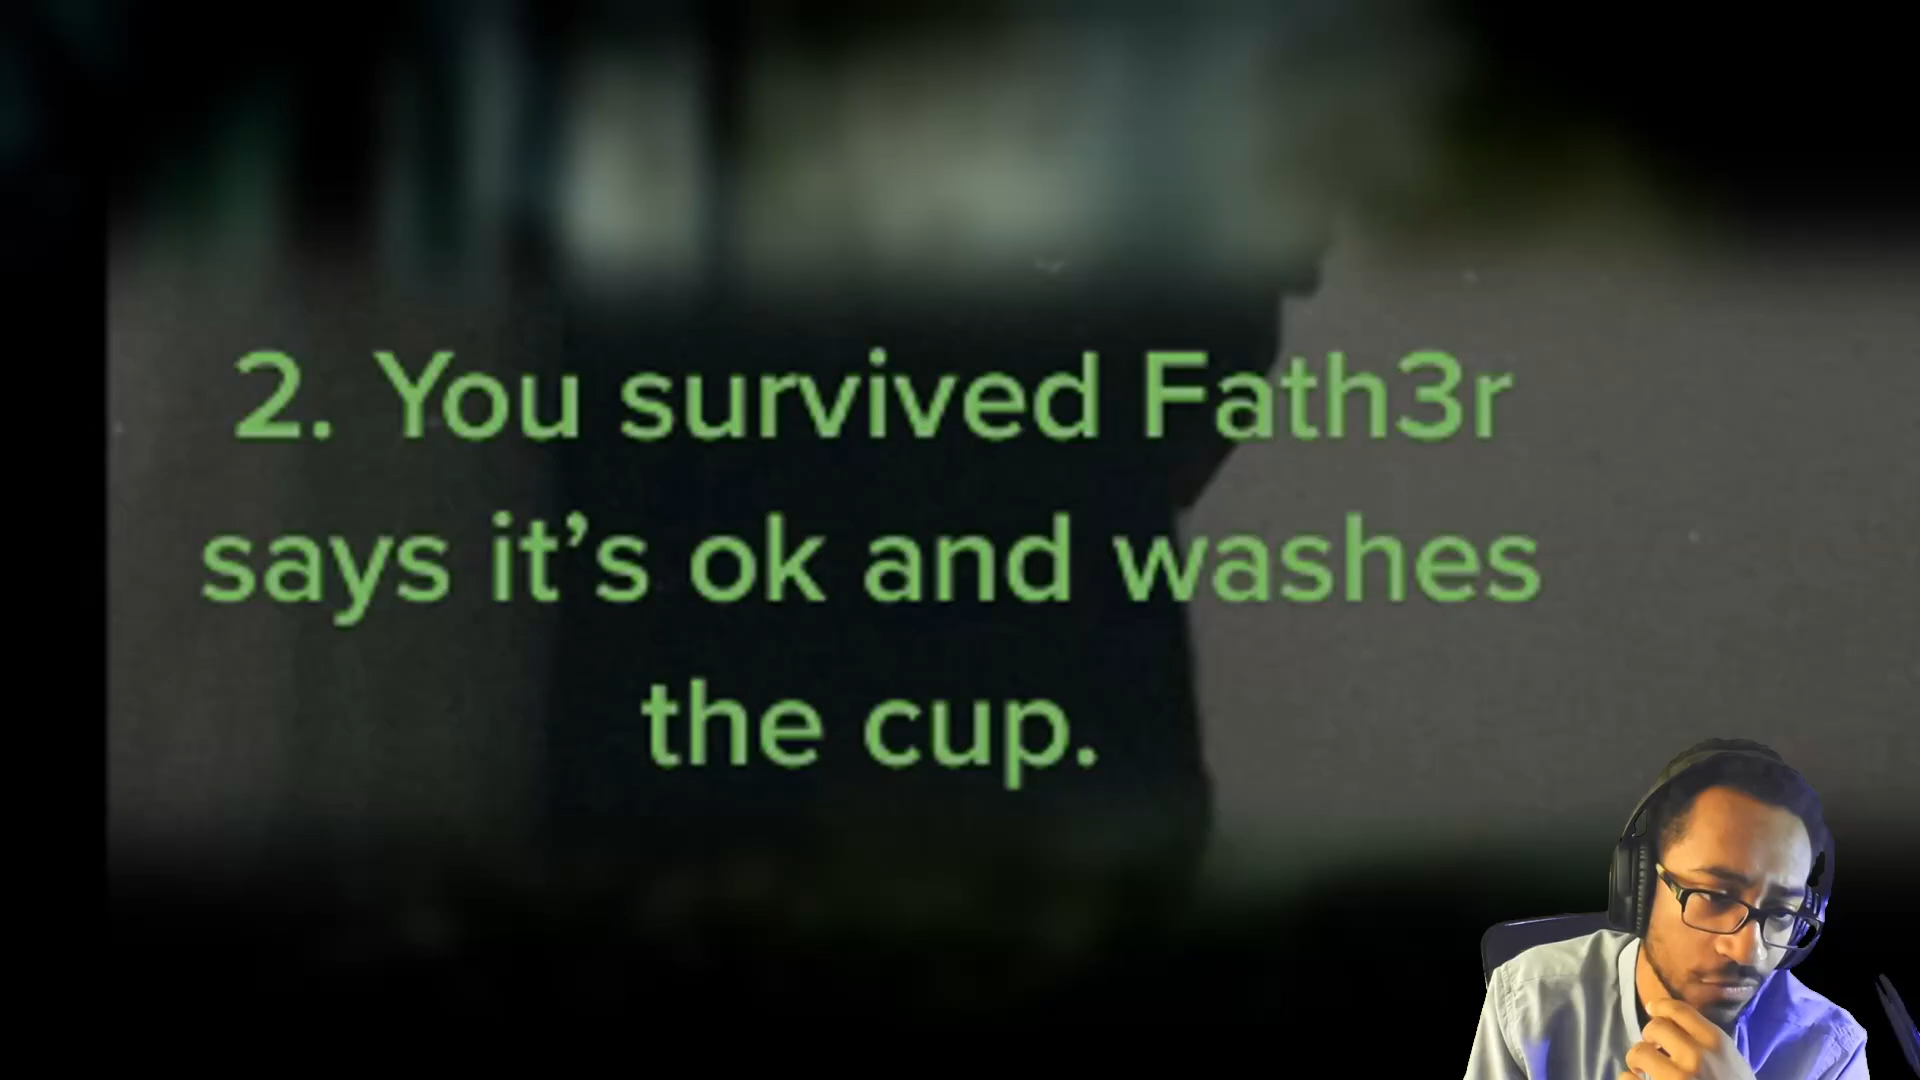 2. You survived Fath3r
says it’s ok and washes
the cup.